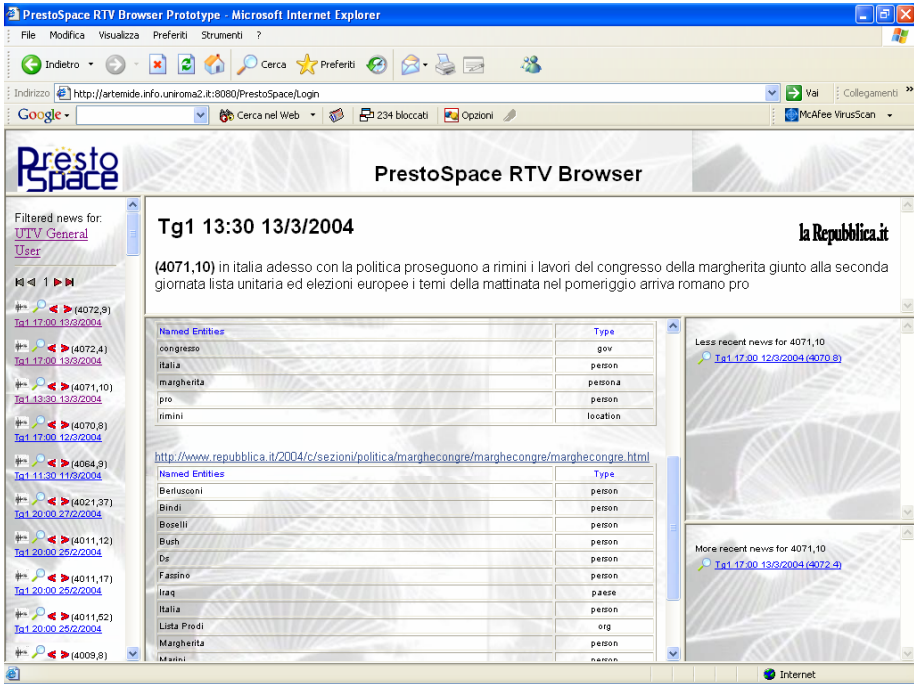 PrestoSpace RTV Browser Prototype - Microsoft Internet Explorer
File Modifica Visualizza Preferiti Strumenti ?
Indietro Cerca Preferiti
Indirizzo http://artemide.info.uniroma2.it:8080/PrestoSpace/Login Vai Collegamenti »
Google Cerca nel Web 234 bloccati Opzioni McAfee VirusScan
Presto
Space
PrestoSpace RTV Browser
Filtered news for:
UTV General
User
1
(4072,9)
Tg1 17:00 13/3/2004
(4072,4)
Tg1 17:00 13/3/2004
(4071,10)
Tg1 13:30 13/3/2004
(4070,8)
Tg1 17:00 12/3/2004
(4064,9)
Tg1 11:30 11/3/2004
(4021,37)
Tg1 20:00 27/2/2004
(4011,12)
Tg1 20:00 25/2/2004
(4011,17)
Tg1 20:00 25/2/2004
(4011,52)
Tg1 20:00 25/2/2004
(4009,8)
Tg1 13:30 13/3/2004
la Repubblica.it
(4071,10) in italia adesso con la politica proseguono a rimini i lavori del congresso della margherita giunto alla seconda
giornata lista unitaria ed elezioni europee i temi della mattinata nel pomeriggio arriva romano pro
Named Entities Type
congresso gov
italia person
margherita persona
pro person
rimini location
http://www.repubblica.it/2004/c/sezioni/politica/marghecongre/marghecongre/marghecongre.html
Named Entities Type
Berlusconi person
Bindi person
Boselli person
Bush person
Ds person
Fassino person
Iraq paese
Italia person
Lista Prodi org
Margherita person
Marini person
Less recent news for 4071,10
Tg1 17:00 12/3/2004 (4070 8)
More recent news for 4071,10
Tg1 17:00 13/3/2004 (4072 4)
Internet